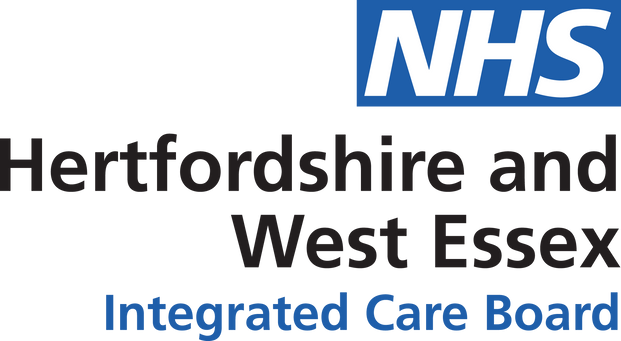 NHS
Hertfordshire and
West Essex
Integrated Care Board